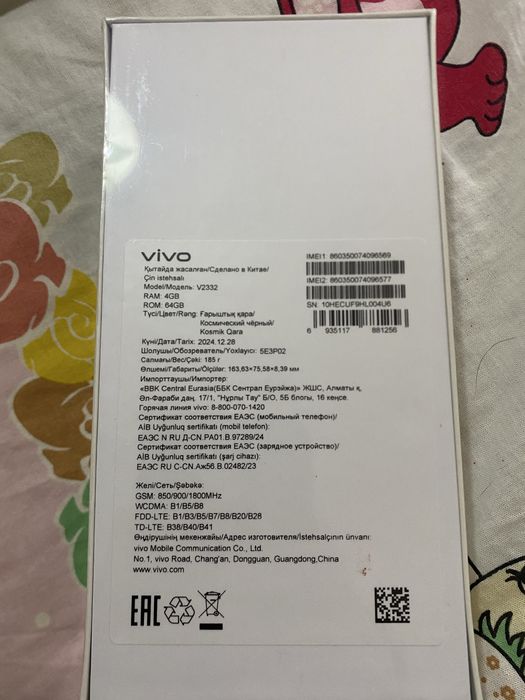 vivo
Қытайда жасалған/Сделано в Китае/
Çin istehsalı
Model/Модель: V2332
RAM: 4GB
ROM: 64GB
Түсі/Цвет/Rəng: Ғарыштық қара/
Космический чёрный/
Kosmik Qara
Күні/Дата/Tarix: 2024.12.28
Шолушы/Обозреватель/Yoxlayıcı: 5E3P02
Салмағы/Вес/Çəki: 185 г
Өлшемі/Габариты/Ölçülər: 163,63×75,58×8,39 мм
Импорттаушы/Импортер:
«BBK Central Eurasia(ББК Сентрал Еурэйжа)» ЖШС, Алматы қ,
Әл-Фараби даң. 17/1, "Нұрлы Тау" Б/О, 5Б блогы, 16 кеңсе.
Горячая линия vivo: 8-800-070-1420
Сертификат соответствия ЕАЭС (мобильный телефон)/
AİB Uyğunluq sertifikatı (mobil telefon):
ЕАЭС N RU Д-CN.РА01.В.97289/24
Сертификат соответствия ЕАЭС (зарядное устройство)/
AİB Uyğunluq sertifikatı (şarj cihazı):
ЕАЭС RU С-CN.Аж56.В.02482/23
Желі/Сеть/Şəbəkə:
GSM: 850/900/1800MHz
WCDMA: B1/B5/B8
FDD-LTE: B1/B3/B5/B7/B8/B20/B28
TD-LTE: B38/B40/B41
Өндірушінің мекенжайы/Адрес изготовителя/İstehsalçının ünvanı:
vivo Mobile Communication Co., Ltd.
No.1, vivo Road, Chang'an, Dongguan, Guangdong,China
www.vivo.com
EAC
IMEI1: 860350074096569
IMEI2: 860350074096577
SN: 10HECUF9HL004U6
6 935117 881256